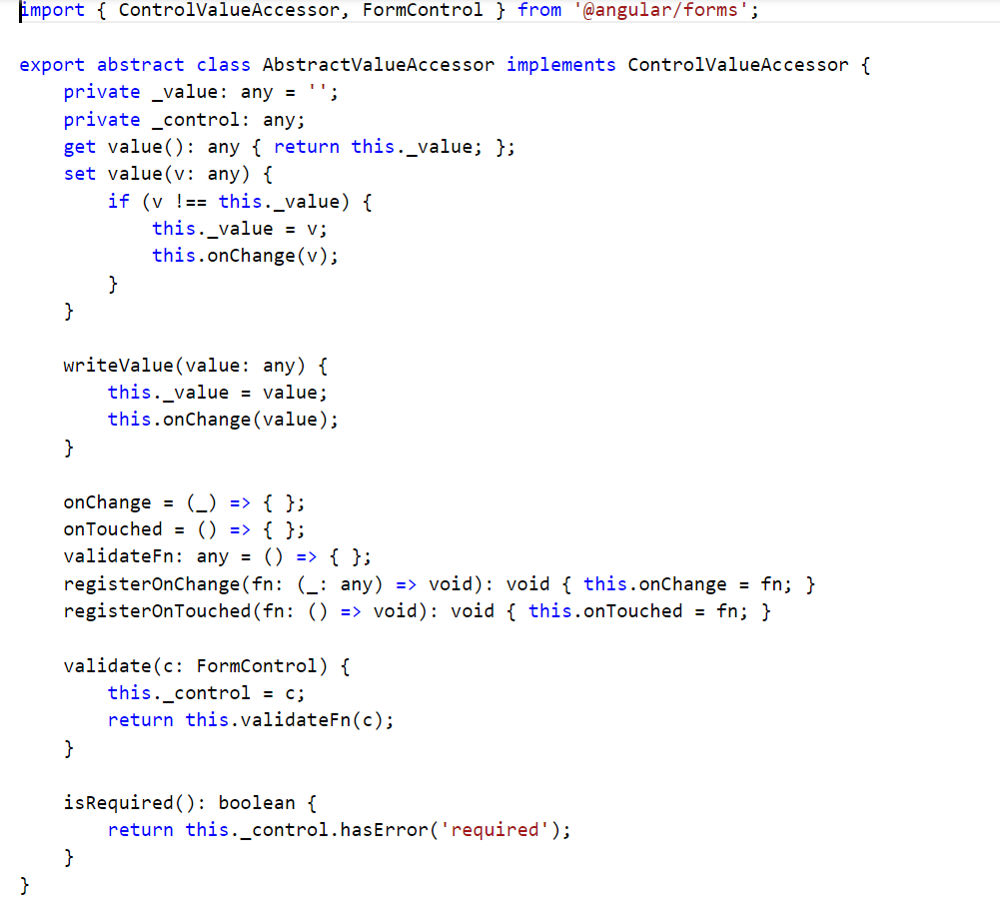 import { ControlValueAccessor, FormControl } from '@angular/forms';
export abstract class AbstractValueAccessor implements ControlValueAccessor {
    private _value: any = '';
    private _control: any;
    get value(): any { return this._value; };
    set value(v: any) {
        if (v !== this._value) {
            this._value = v;
            this.onChange(v);
        }
    }
    writeValue(value: any) {
        this._value = value;
        this.onChange(value);
    }
    onChange = (_) => { };
    onTouched = () => { };
    validateFn: any = () => { };
    registerOnChange(fn: (_: any) => void): void { this.onChange = fn; }
    registerOnTouched(fn: () => void): void { this.onTouched = fn; }
    validate(c: FormControl) {
        this._control = c;
        return this.validateFn(c);
    }
    isRequired(): boolean {
        return this._control.hasError('required');
    }
}